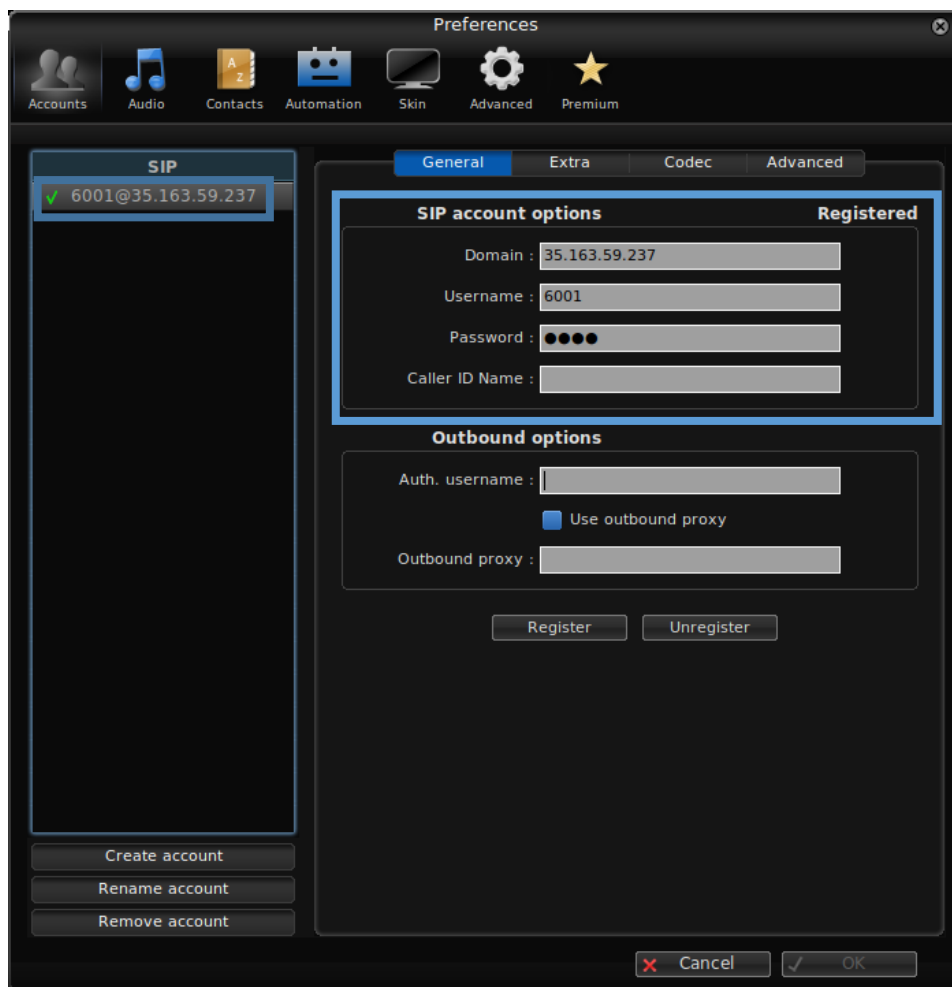 Preferences
Accounts Audio Contacts Automation Skin Advanced Premium
SIP
6001@35.163.59.237
Create account
Rename account
Remove account
General Extra Codec Advanced
SIP account options Registered
Domain : 35.163.59.237
Username : 6001
Password : ●●●●
Caller ID Name :
Outbound options
Auth. username :
Use outbound proxy
Outbound proxy :
Register Unregister
Cancel OK